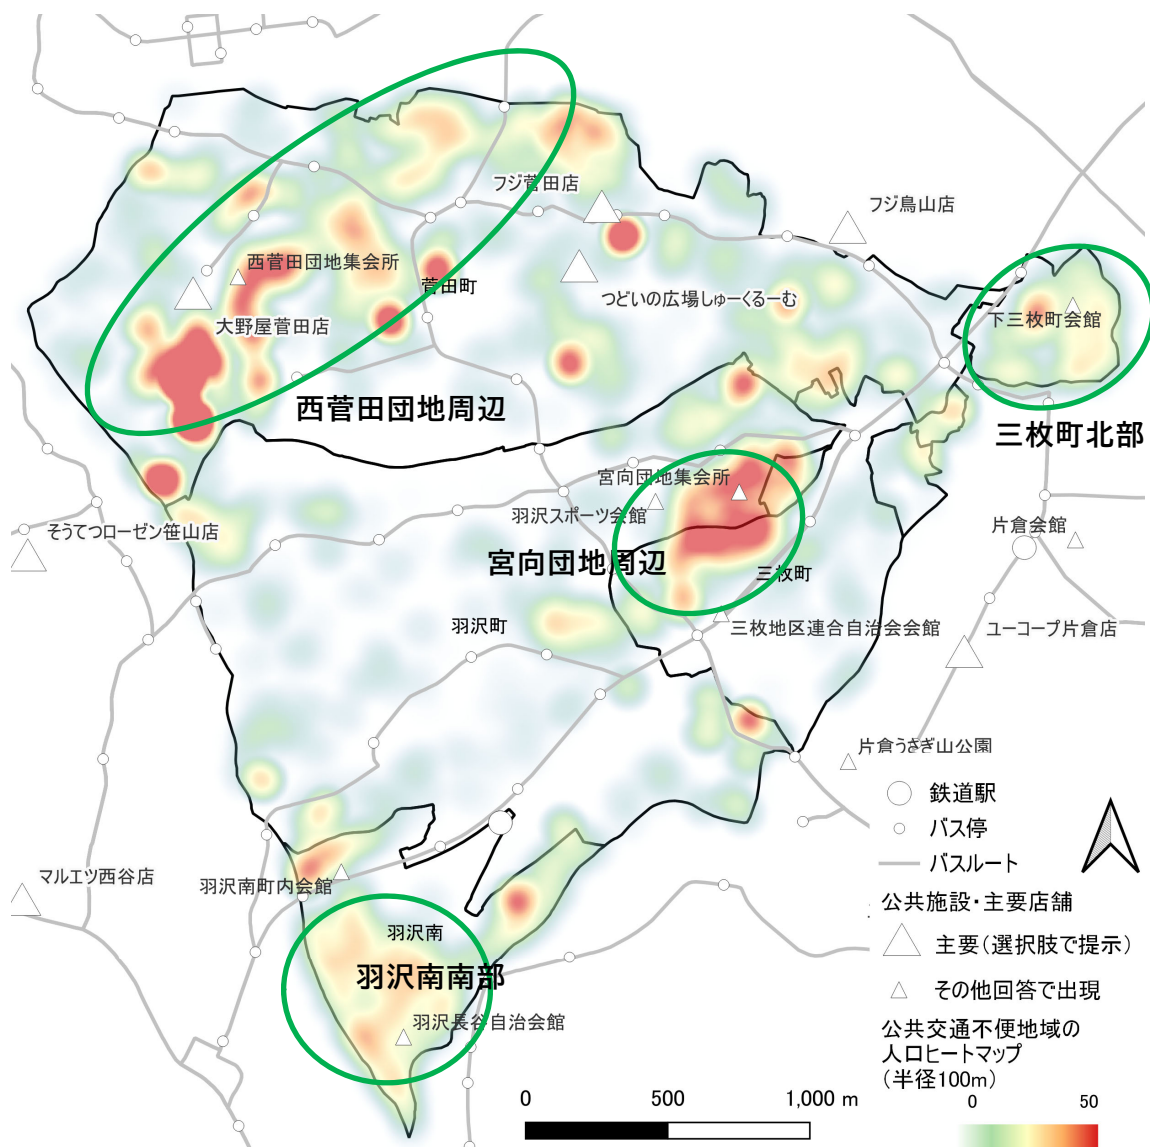 フジ菅田店
フジ鳥山店
西菅田団地集会所
菅田町
つどいの広場しゅーくるーむ
大野屋菅田店
下三枚町会館
西菅田団地周辺
三枚町北部
宮向団地集会所
羽沢スポーツ会館
そうてつローゼン笹山店
片倉会館
宮向団地周辺
三枚町
羽沢町
三枚地区連合自治会会館
ユーコープ片倉店
片倉うさぎ山公園
鉄道駅
バス停
バスルート
マルエツ西谷店
羽沢南町内会館
公共施設・主要店舗
羽沢南
主要(選択肢で提示)
羽沢南南部
その他回答で出現
羽沢長谷自治会館
公共交通不便地域の
人口ヒートマップ
(半径100m)
0 500 1,000 m
0 50